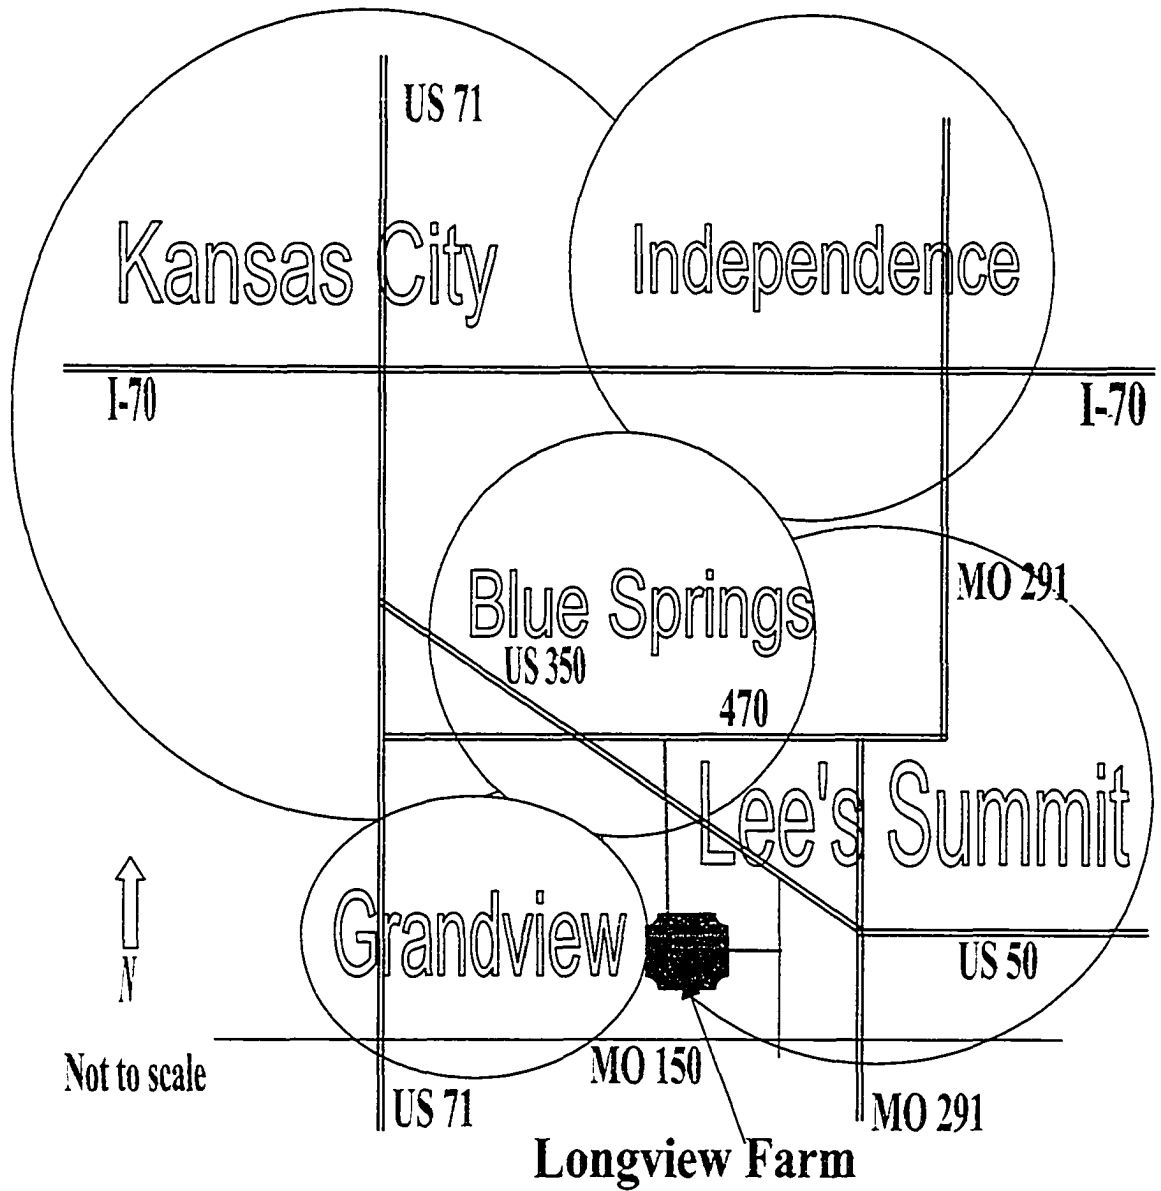 US 71
Kansas City
Independence
I-70
I-70
Blue Springs
MO 291
US 350
470
Lee's Summit
Grandview
US 50
N
Not to scale
MO 150
US 71
MO 291
Longview Farm